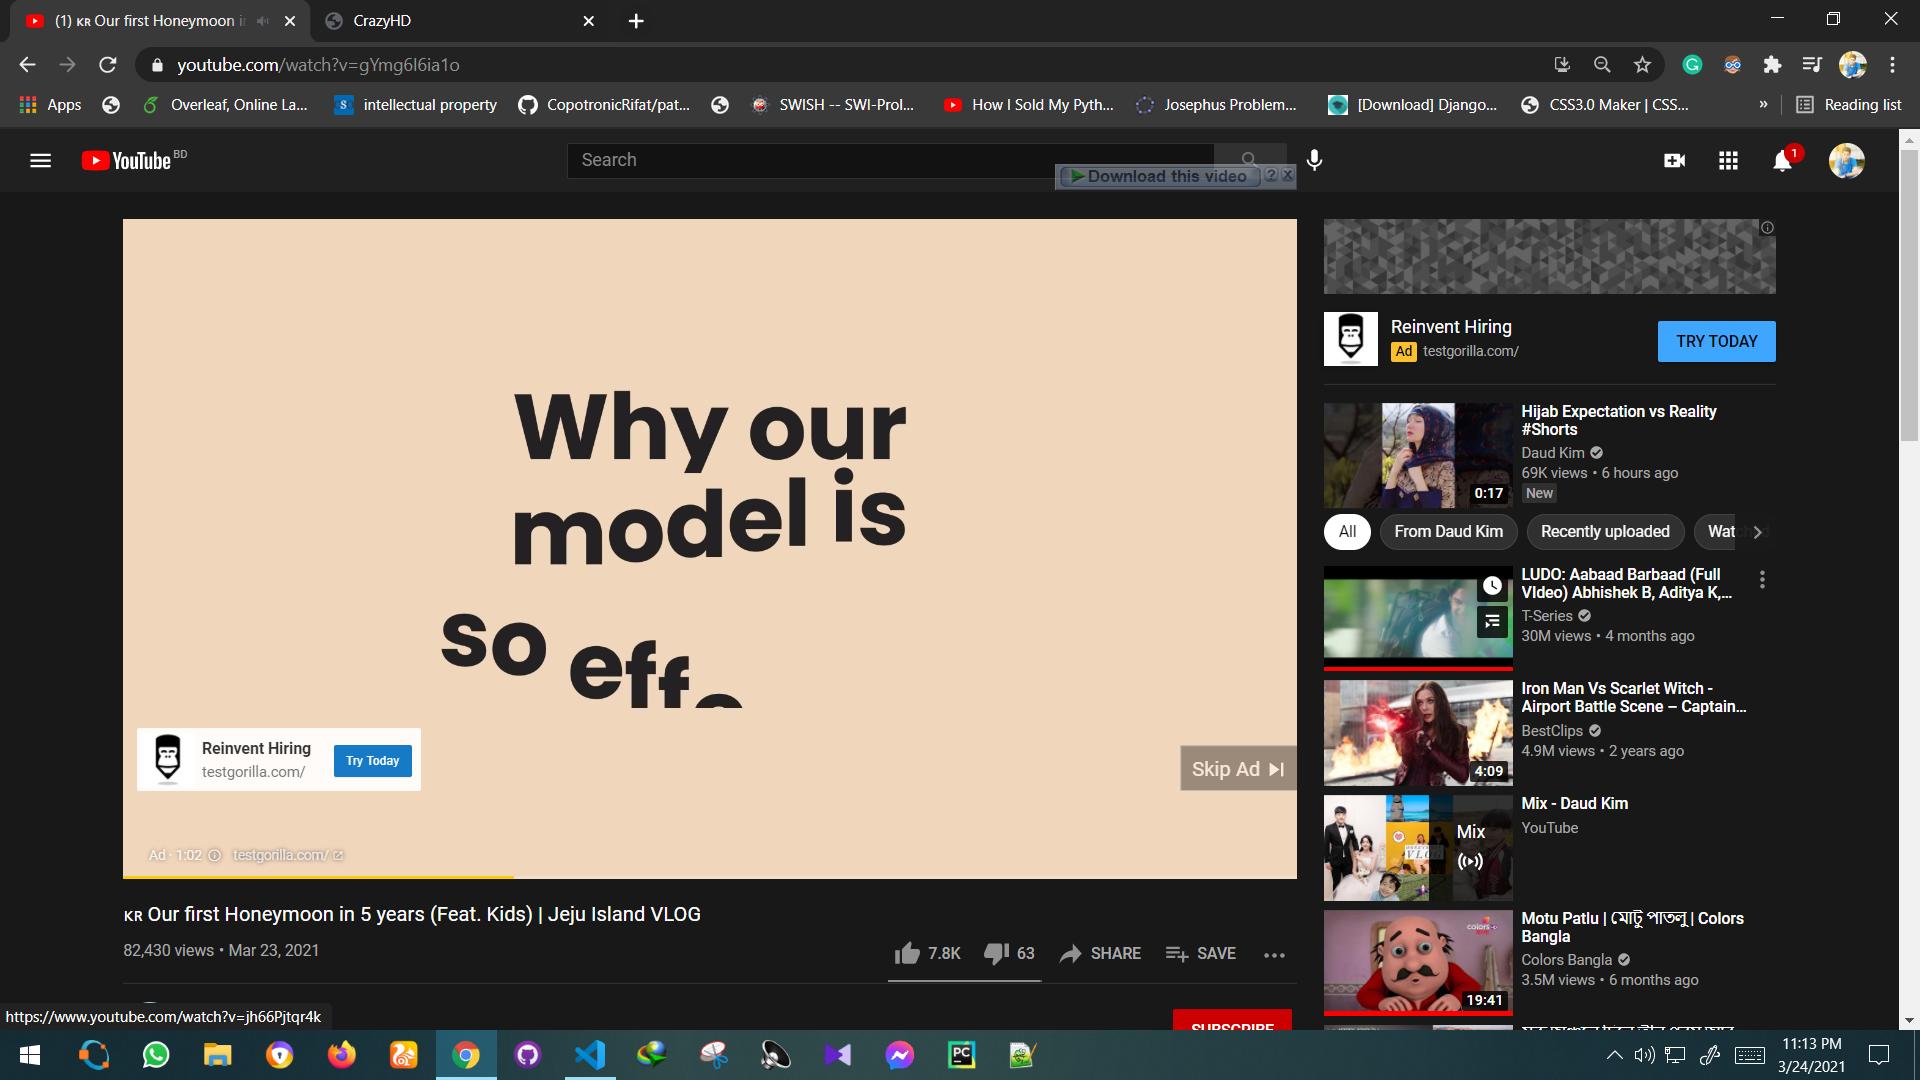 (1) ᴋʀ Our first Honeymoon i
CrazyHD
youtube.com/watch?v=gYmg6l6ia1o
Apps
Overleaf, Online La...
intellectual property
CopotronicRifat/pat...
SWISH -- SWI-Prol...
How I Sold My Pyth...
Josephus Problem...
[Download] Django...
CSS3.0 Maker | CSS...
»
Reading list
YouTube BD
Search
Download this video
1
Why our
model is
so effe
Reinvent Hiring
testgorilla.com/
Try Today
Skip Ad
Ad · 1:02
testgorilla.com/
ᴋʀ Our first Honeymoon in 5 years (Feat. Kids) | Jeju Island VLOG
82,430 views • Mar 23, 2021
7.8K
63
SHARE
SAVE
SUBSCRIBE
https://www.youtube.com/watch?v=jh66Pjtqr4k
Reinvent Hiring
Ad testgorilla.com/
TRY TODAY
0:17
Hijab Expectation vs Reality
#Shorts
Daud Kim
69K views • 6 hours ago
New
All
From Daud Kim
Recently uploaded
Watched
LUDO: Aabaad Barbaad (Full
VIdeo) Abhishek B, Aditya K,...
T-Series
30M views • 4 months ago
4:09
Iron Man Vs Scarlet Witch -
Airport Battle Scene – Captain...
BestClips
4.9M views • 2 years ago
Mix
Mix - Daud Kim
YouTube
19:41
Motu Patlu | মোটু পাতলু | Colors
Bangla
Colors Bangla
3.5M views • 6 months ago
PC
11:13 PM
3/24/2021